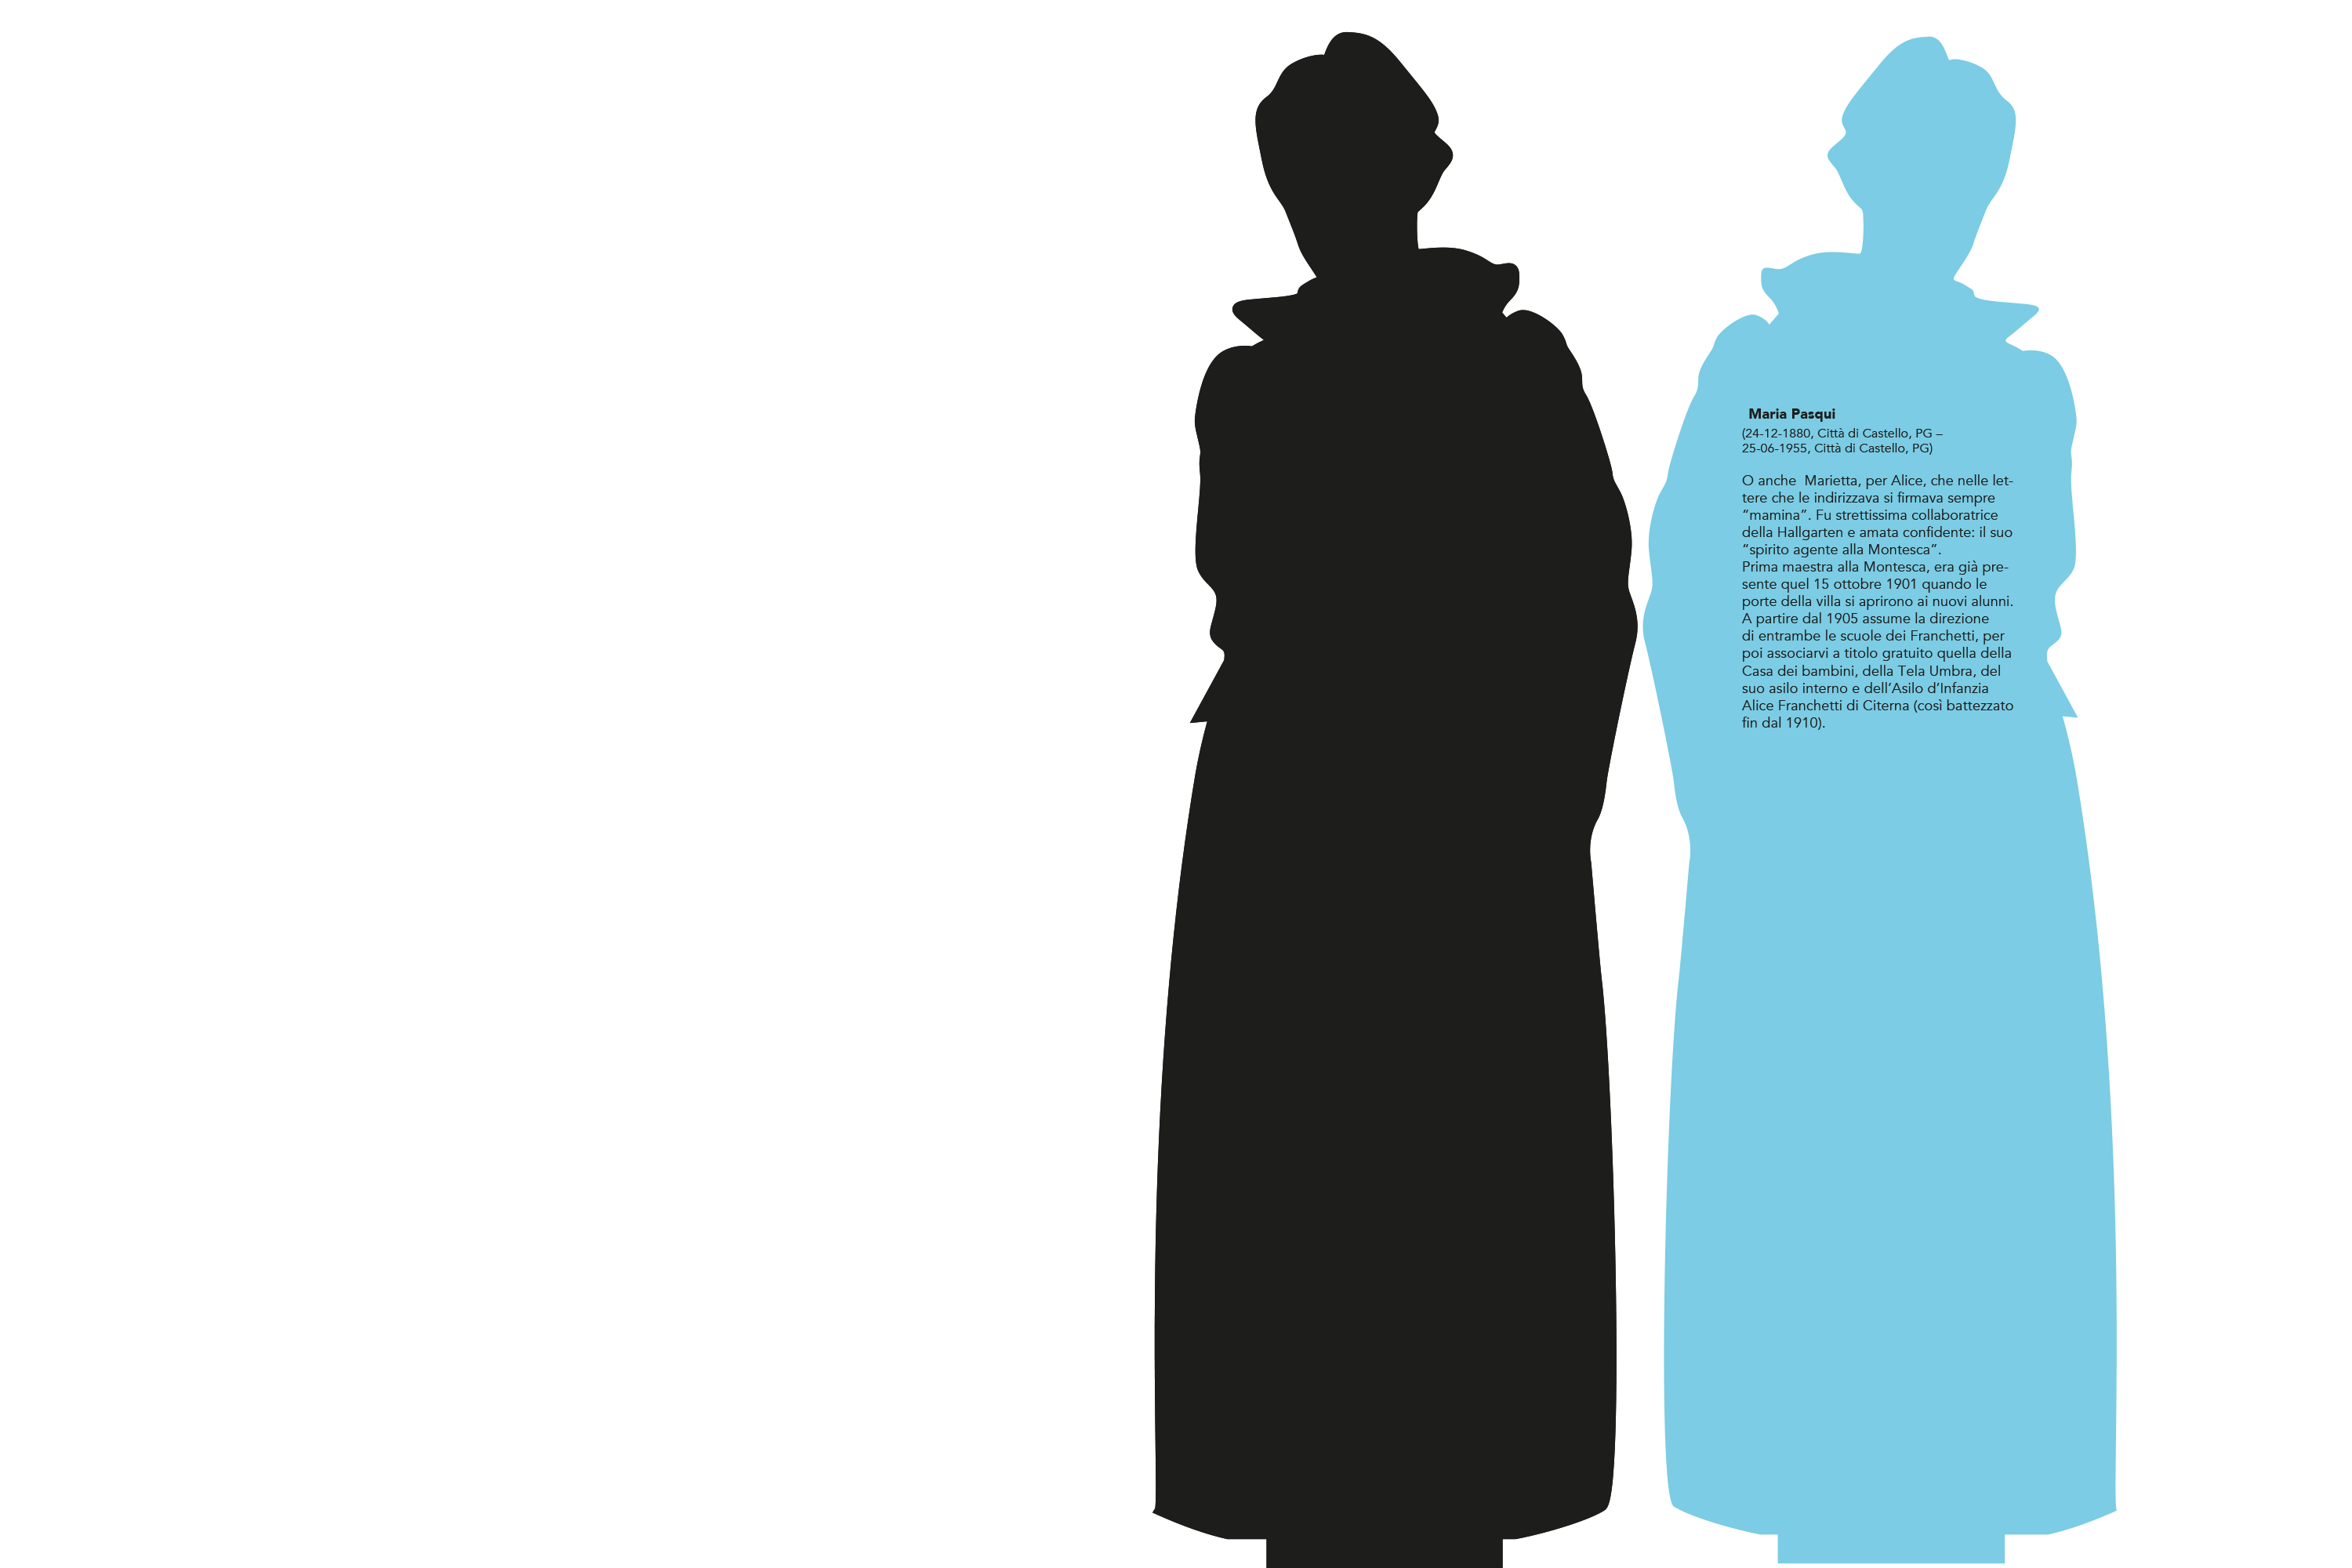 Maria Pasqui
(24-12-1880, Città di Castello, PG –
25-06-1955, Città di Castello, PG)
O anche  Marietta, per Alice, che nelle let-
tere che le indirizzava si firmava sempre
“mamina”. Fu strettissima collaboratrice
della Hallgarten e amata confidente: il suo
“spirito agente alla Montesca”.
Prima maestra alla Montesca, era già pre-
sente quel 15 ottobre 1901 quando le
porte della villa si aprirono ai nuovi alunni.
A partire dal 1905 assume la direzione
di entrambe le scuole dei Franchetti, per
poi associarvi a titolo gratuito quella della
Casa dei bambini, della Tela Umbra, del
suo asilo interno e dell’Asilo d’Infanzia
Alice Franchetti di Citerna (così battezzato
fin dal 1910).